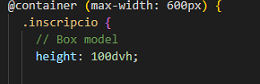 @container (max-width: 600px) {
.inscripcio {
// Box model
height: 100dvh;